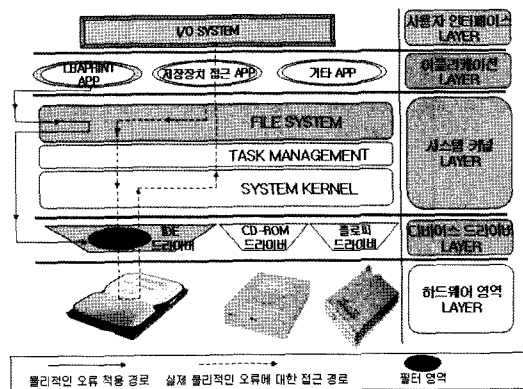 I/O SYSTEM
사용자 인터페이스
LAYER
LBAPRINT
APP
저장장치 접근 APP
기타 APP
어플리케이션
LAYER
FILE SYSTEM
TASK MANAGEMENT
SYSTEM KERNEL
시스템 커널
LAYER
IDE
드라이버
CD-ROM
드라이버
플로피
드라이버
디바이스 드라이버
LAYER
하드웨어 영역
LAYER
물리적인 오류 적용 경로
실제 물리적인 오류에 대한 접근 경로
필터 영역